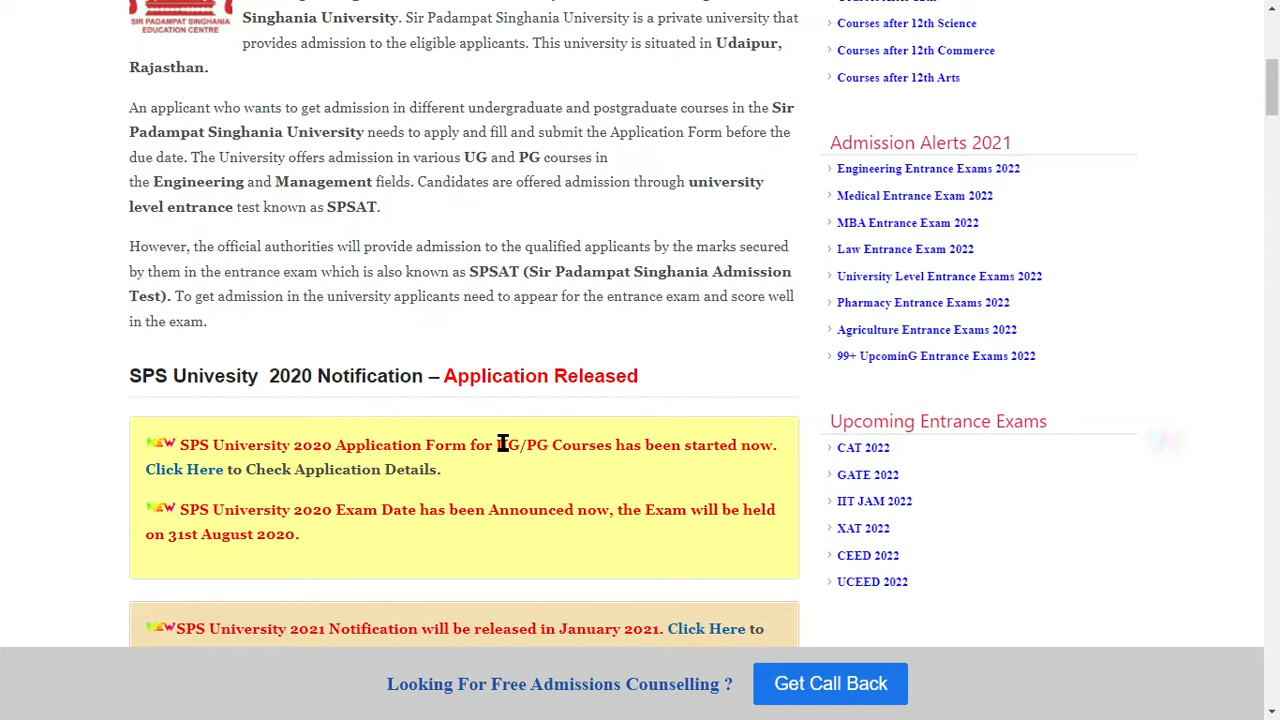 SIR PADAMPAT SINGHANIA
EDUCATION CENTRE
Singhania University. Sir Padampat Singhania University is a private university that
provides admission to the eligible applicants. This university is situated in Udaipur,
Rajasthan.
An applicant who wants to get admission in different undergraduate and postgraduate courses in the Sir
Padampat Singhania University needs to apply and fill and submit the Application Form before the
due date. The University offers admission in various UG and PG courses in
the Engineering and Management fields. Candidates are offered admission through university
level entrance test known as SPSAT.
However, the official authorities will provide admission to the qualified applicants by the marks secured
by them in the entrance exam which is also known as SPSAT (Sir Padampat Singhania Admission
Test). To get admission in the university applicants need to appear for the entrance exam and score well
in the exam.
SPS Univesity 2020 Notification – Application Released
NEW SPS University 2020 Application Form for UG/PG Courses has been started now.
Click Here to Check Application Details.
NEW SPS University 2020 Exam Date has been Announced now, the Exam will be held
on 31st August 2020.
NEW SPS University 2021 Notification will be released in January 2021. Click Here to
Courses after 12th Science
Courses after 12th Commerce
Courses after 12th Arts
Admission Alerts 2021
Engineering Entrance Exams 2022
Medical Entrance Exam 2022
MBA Entrance Exam 2022
Law Entrance Exam 2022
University Level Entrance Exams 2022
Pharmacy Entrance Exams 2022
Agriculture Entrance Exams 2022
99+ UpcominG Entrance Exams 2022
Upcoming Entrance Exams
CAT 2022
GATE 2022
IIT JAM 2022
XAT 2022
CEED 2022
UCEED 2022
Looking For Free Admissions Counselling ?
Get Call Back